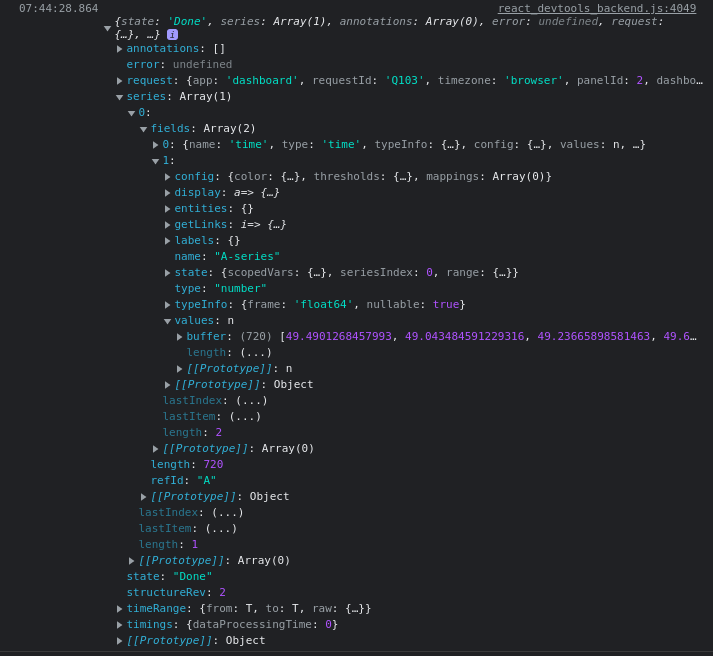 07:44:28.864 react_devtools_backend.js:4049
{state: 'Done', series: Array(1), annotations: Array(0), error: undefined, request:
{…}, …} i
annotations: []
error: undefined
request: {app: 'dashboard', requestId: 'Q103', timezone: 'browser', panelId: 2, dashbo…
series: Array(1)
0:
fields: Array(2)
0: {name: 'time', type: 'time', typeInfo: {…}, config: {…}, values: n, …}
1:
config: {color: {…}, thresholds: {…}, mappings: Array(0)}
display: a=> {…}
entities: {}
getLinks: i=> {…}
labels: {}
name: "A-series"
state: {scopedVars: {…}, seriesIndex: 0, range: {…}}
type: "number"
typeInfo: {frame: 'float64', nullable: true}
values: n
buffer: (720) [49.4901268457993, 49.043484591229316, 49.23665898581463, 49.6…
length: (...)
[[Prototype]]: n
[[Prototype]]: Object
lastIndex: (...)
lastItem: (...)
length: 2
[[Prototype]]: Array(0)
length: 720
refId: "A"
[[Prototype]]: Object
lastIndex: (...)
lastItem: (...)
length: 1
[[Prototype]]: Array(0)
state: "Done"
structureRev: 2
timeRange: {from: T, to: T, raw: {…}}
timings: {dataProcessingTime: 0}
[[Prototype]]: Object